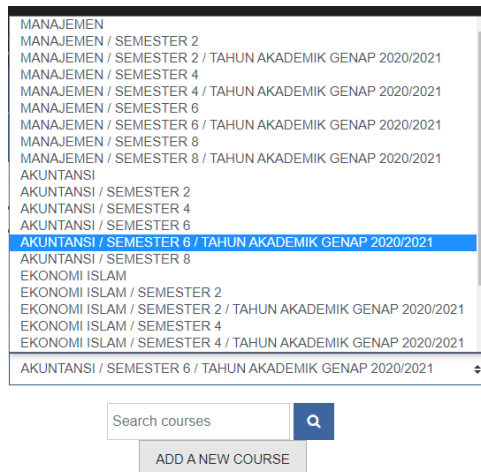 MANAJEMEN
MANAJEMEN / SEMESTER 2
MANAJEMEN / SEMESTER 2 / TAHUN AKADEMIK GENAP 2020/2021
MANAJEMEN / SEMESTER 4
MANAJEMEN / SEMESTER 4 / TAHUN AKADEMIK GENAP 2020/2021
MANAJEMEN / SEMESTER 6
MANAJEMEN / SEMESTER 6 / TAHUN AKADEMIK GENAP 2020/2021
MANAJEMEN / SEMESTER 8
MANAJEMEN / SEMESTER 8 / TAHUN AKADEMIK GENAP 2020/2021
AKUNTANSI
AKUNTANSI / SEMESTER 2
AKUNTANSI / SEMESTER 4
AKUNTANSI / SEMESTER 6
AKUNTANSI / SEMESTER 6 / TAHUN AKADEMIK GENAP 2020/2021
AKUNTANSI / SEMESTER 8
EKONOMI ISLAM
EKONOMI ISLAM / SEMESTER 2
EKONOMI ISLAM / SEMESTER 2 / TAHUN AKADEMIK GENAP 2020/2021
EKONOMI ISLAM / SEMESTER 4
EKONOMI ISLAM / SEMESTER 4 / TAHUN AKADEMIK GENAP 2020/2021
AKUNTANSI / SEMESTER 6 / TAHUN AKADEMIK GENAP 2020/2021
Search courses
ADD A NEW COURSE